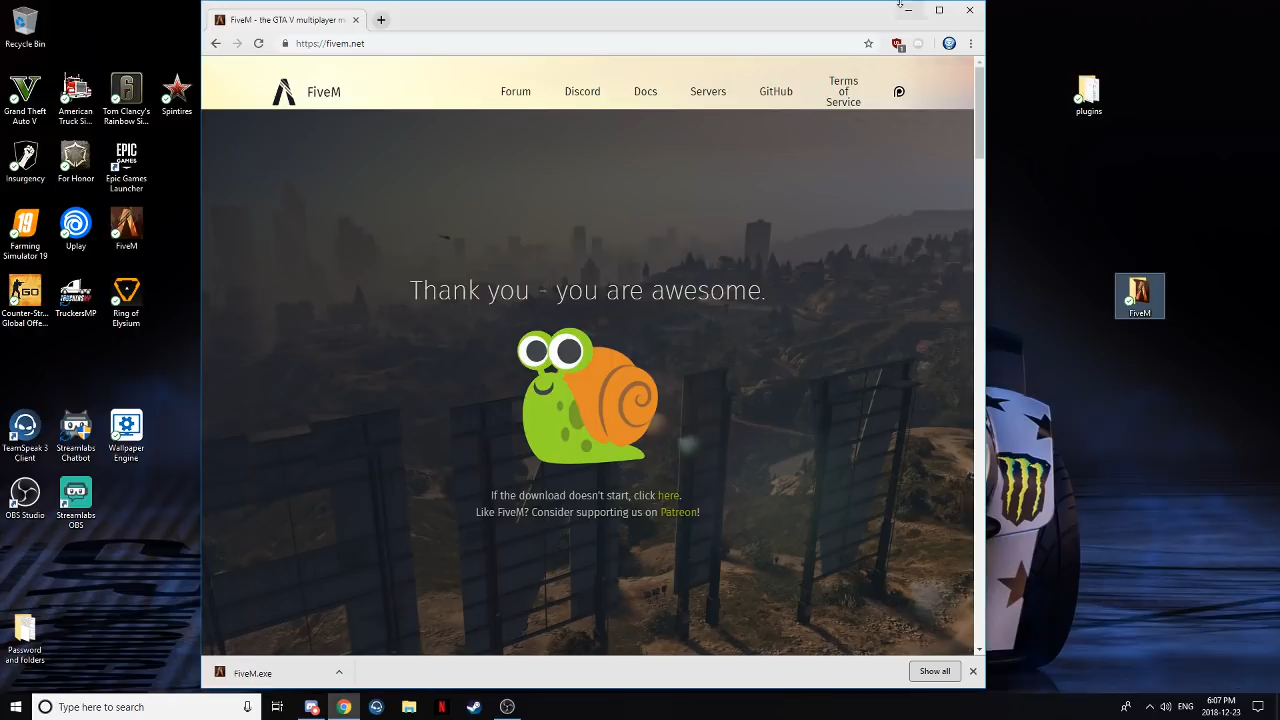 FiveM - the GTA V multiplayer m
https://fivem.net
FiveM
Forum
Discord
Docs
Servers
GitHub
Terms
of
Service
Thank you - you are awesome.
If the download doesn't start, click here.
Like FiveM? Consider supporting us on Patreon!
FiveM.exe
Show all
Recycle Bin
Grand Theft
Auto V
American
Truck Si...
Tom Clancy's
Rainbow Si...
Spintires
Insurgency
For Honor
EPIC
GAMES
Epic Games
Launcher
19
Farming
Simulator 19
Uplay
FiveM
GO
Counter-Str...
Global Offe...
TruckersMP
Ring of
Elysium
TeamSpeak 3
Client
Streamlabs
Chatbot
Wallpaper
Engine
OBS Studio
Streamlabs
OBS
Password
and folders
plugins
FiveM
Type here to search
ENG
6:07 PM
2018-12-23